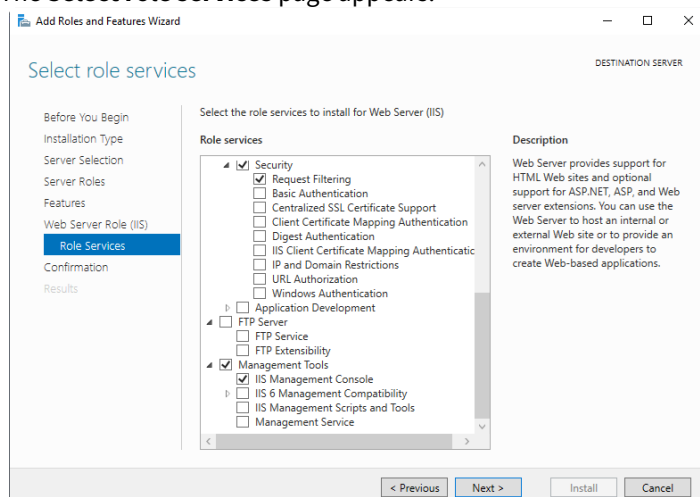 The Select role services page appears.
Add Roles and Features Wizard
Select role services
DESTINATION SERVER
Before You Begin
Installation Type
Server Selection
Server Roles
Features
Web Server Role (IIS)
Role Services
Confirmation
Results
Select the role services to install for Web Server (IIS)
Role services
Security
Request Filtering
Basic Authentication
Centralized SSL Certificate Support
Client Certificate Mapping Authentication
Digest Authentication
IIS Client Certificate Mapping Authenticatic
IP and Domain Restrictions
URL Authorization
Windows Authentication
Application Development
FTP Server
FTP Service
FTP Extensibility
Management Tools
IIS Management Console
IIS 6 Management Compatibility
IIS Management Scripts and Tools
Management Service
Description
Web Server provides support for
HTML Web sites and optional
support for ASP.NET, ASP, and Web
server extensions. You can use the
Web Server to host an internal or
external Web site or to provide an
environment for developers to
create Web-based applications.
< Previous
Next >
Install
Cancel